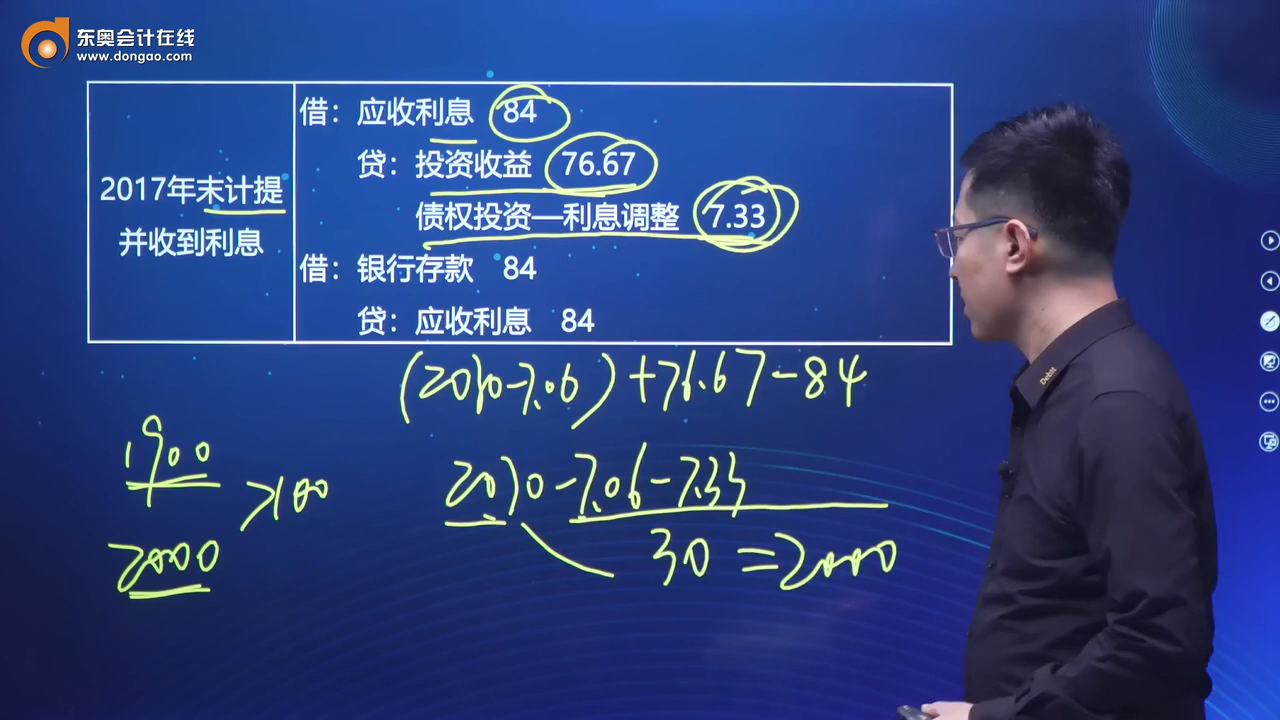 东奥会计在线
www.dongao.com
2017年末计提
并收到利息
借：应收利息 84
贷：投资收益 76.67
债权投资—利息调整 7.33
借：银行存款 84
贷：应收利息 84
(2030-7.06)+76.67-84
1900
>100
2000
2030-7.06-7.33
30=2000
Debit